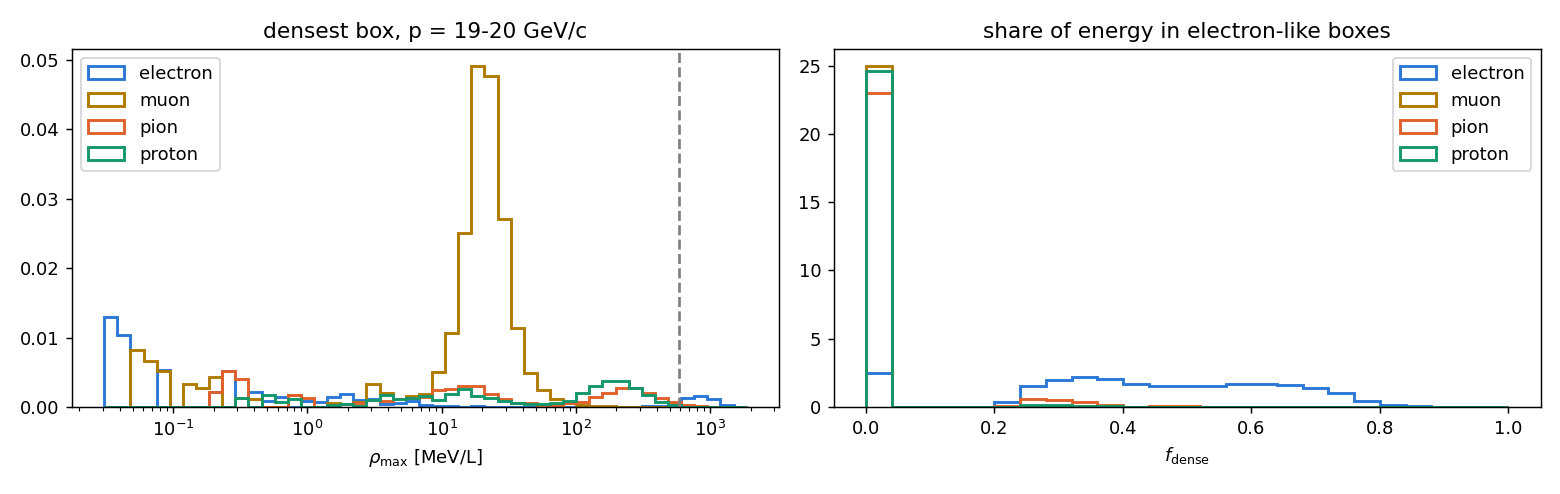 densest box, p = 19-20 GeV/c
0.05
0.04
0.03
0.02
0.01
0.00
electron
muon
pion
proton
10⁻¹
10⁰
10¹
10²
10³
ρmax [MeV/L]
share of energy in electron-like boxes
25
20
15
10
5
0
electron
muon
pion
proton
0.0
0.2
0.4
0.6
0.8
1.0
fdense